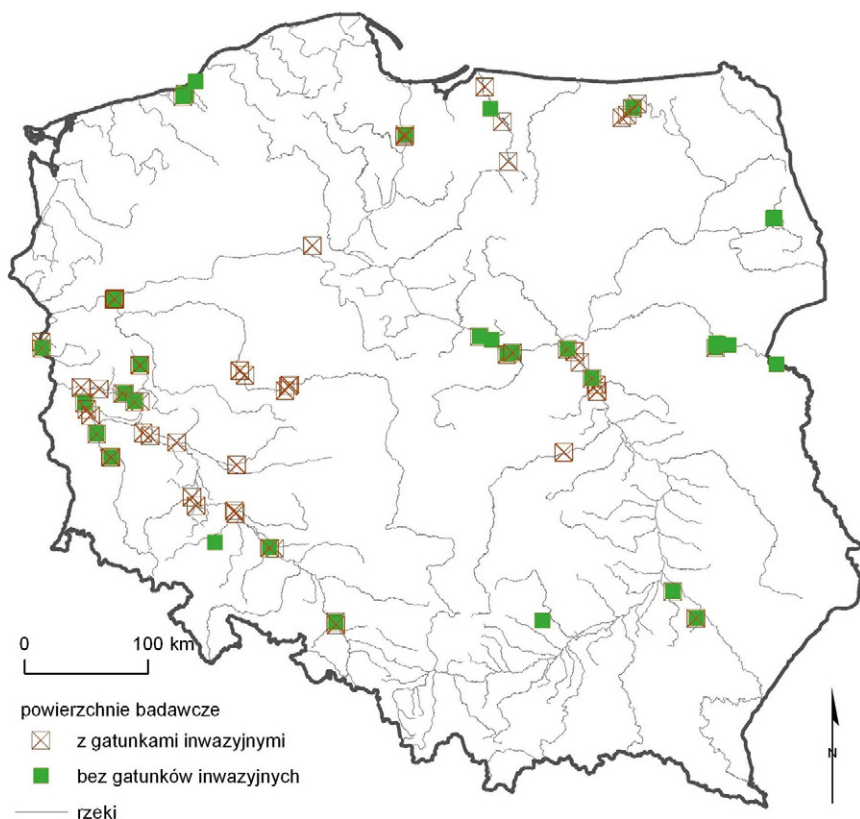 0 100 km
powierzchnie badawcze
z gatunkami inwazyjnymi
bez gatunków inwazyjnych
rzeki
N